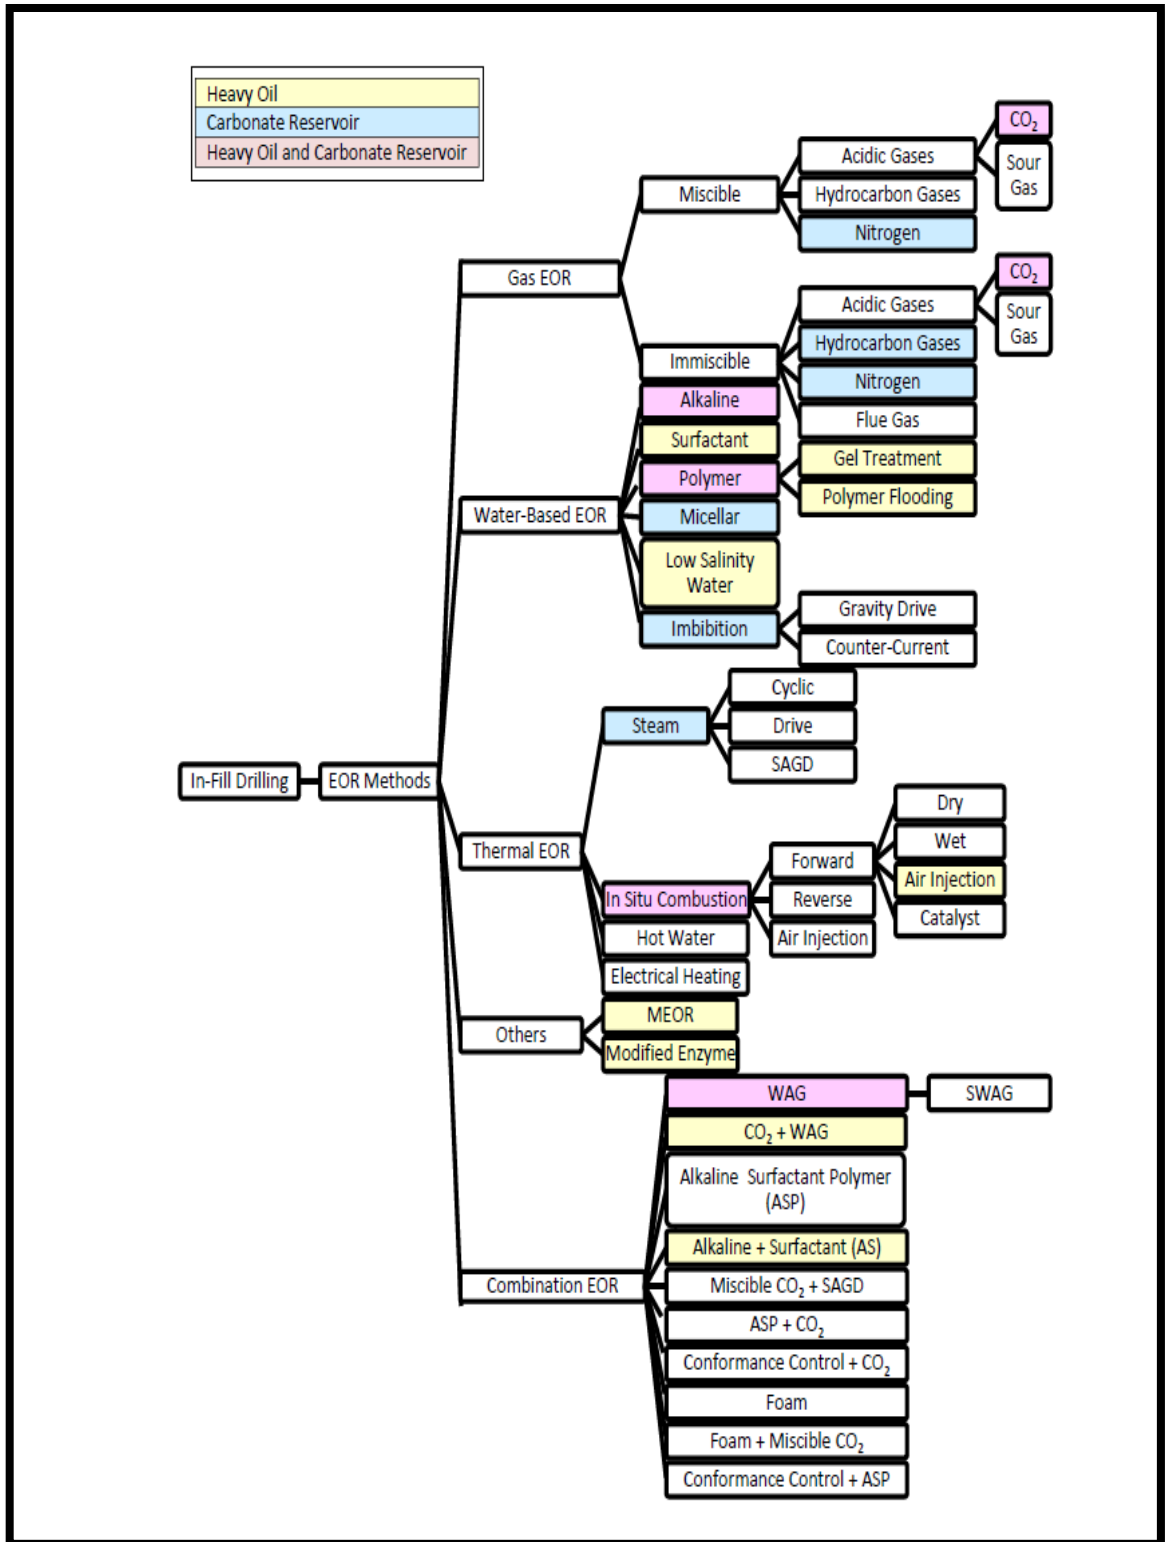 Heavy Oil
Carbonate Reservoir
Heavy Oil and Carbonate Reservoir
In-Fill Drilling
EOR Methods
Gas EOR
Miscible
Acidic Gases
CO₂
Sour
Gas
Hydrocarbon Gases
Nitrogen
Immiscible
Acidic Gases
CO₂
Sour
Gas
Hydrocarbon Gases
Nitrogen
Flue Gas
Water-Based EOR
Alkaline
Surfactant
Polymer
Gel Treatment
Polymer Flooding
Micellar
Low Salinity
Water
Imbibition
Gravity Drive
Counter-Current
Thermal EOR
Steam
Cyclic
Drive
SAGD
In Situ Combustion
Forward
Dry
Wet
Air Injection
Catalyst
Reverse
Air Injection
Hot Water
Electrical Heating
Others
MEOR
Modified Enzyme
Combination EOR
WAG
SWAG
CO₂ + WAG
Alkaline Surfactant Polymer
(ASP)
Alkaline + Surfactant (AS)
Miscible CO₂ + SAGD
ASP + CO₂
Conformance Control + CO₂
Foam
Foam + Miscible CO₂
Conformance Control + ASP